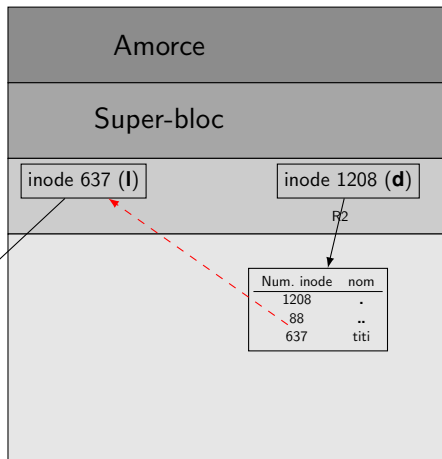 Amorce
Super-bloc
inode 637 (l)
inode 1208 (d)
R2
Num. inode nom
1208 .
88 ..
637 titi